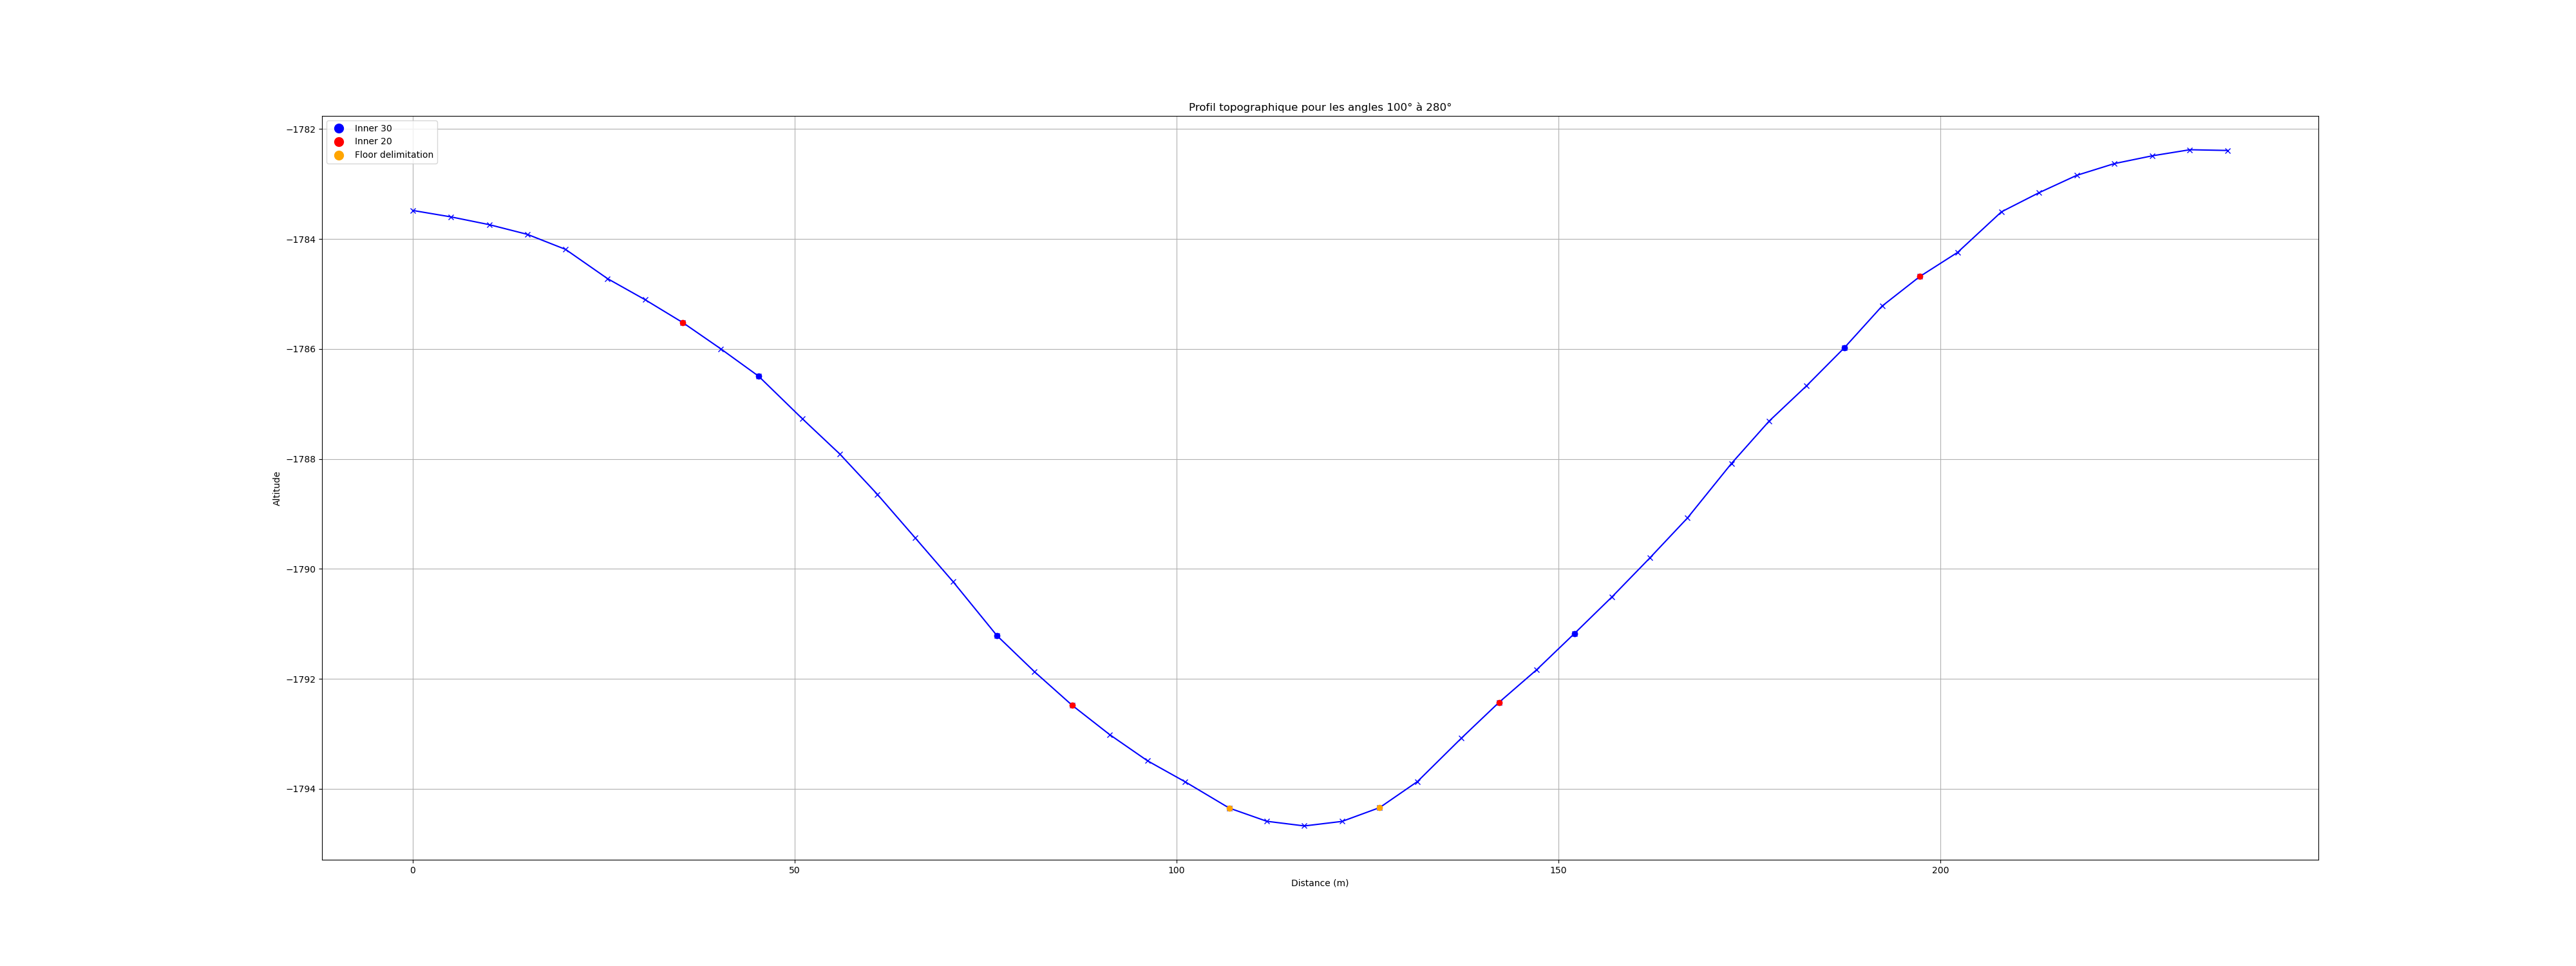 Profil topographique pour les angles 100° à 280°
Inner 30
Inner 20
Floor delimitation
−1782
−1784
−1786
−1788
−1790
−1792
−1794
Altitude
0 50 100 150 200
Distance (m)